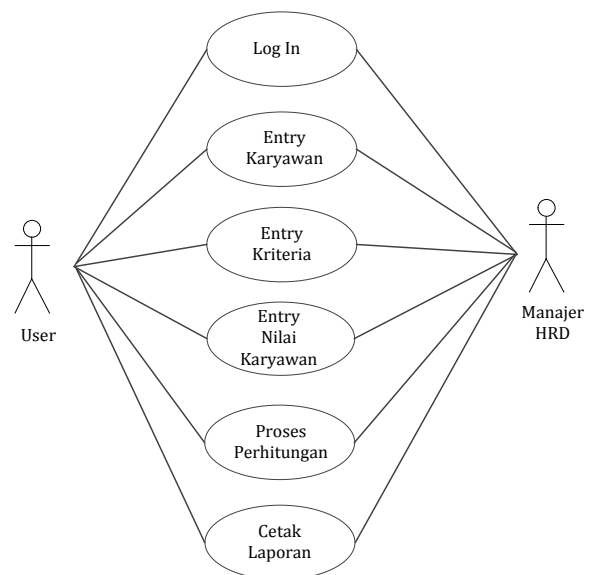 Log In
Entry
Karyawan
Entry
Kriteria
Entry
Nilai
Karyawan
Proses
Perhitungan
Cetak
Laporan
User
Manajer
HRD